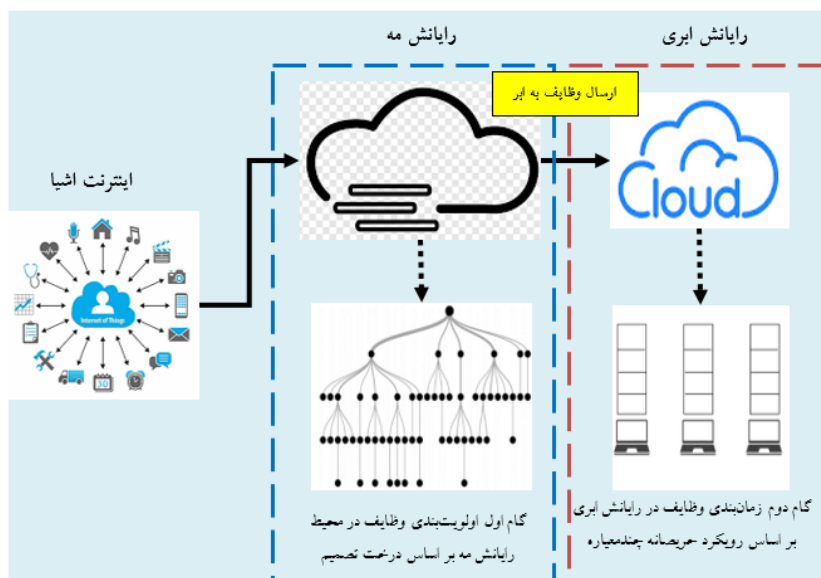 رایانش ابری
رایانش مه
ارسال وظایف به ابر
اینترنت اشیا
Cloud
Internet of Things
30
گام اول اولویت‌بندی وظایف در محیط
رایانش مه بر اساس درخت تصمیم
گام دوم زمان‌بندی وظایف در رایانش ابری
بر اساس رویکرد حریصانه چندمعیاره